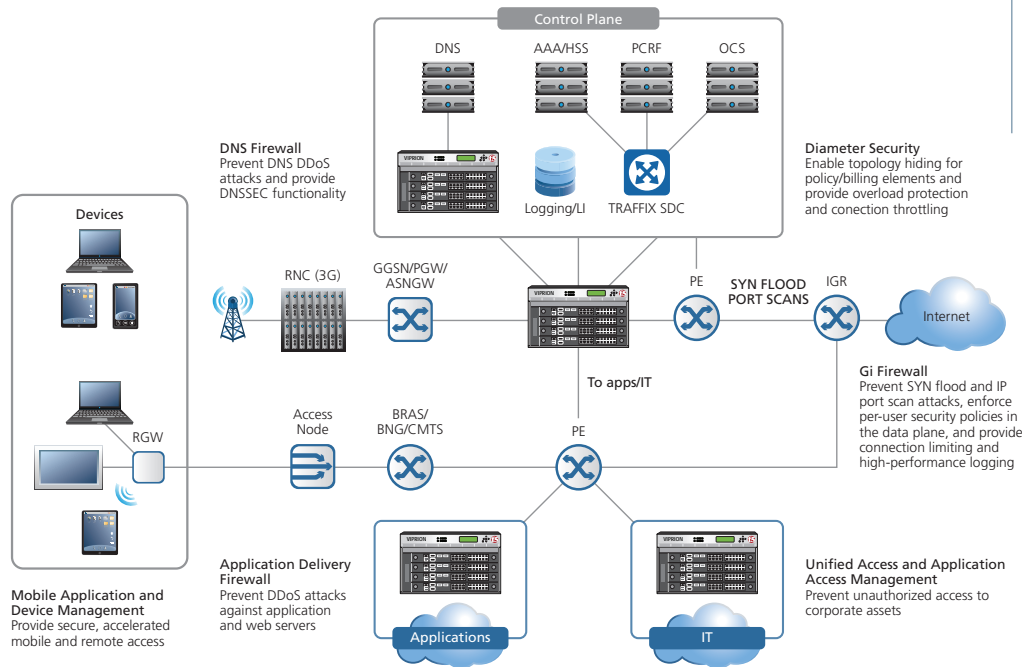 Control Plane
DNS
AAA/HSS
PCRF
OCS
VIPRION
Logging/LI
TRAFFIX SDC
DNS Firewall
Prevent DNS DDoS
attacks and provide
DNSSEC functionality
Diameter Security
Enable topology hiding for
policy/billing elements and
provide overload protection
and conection throttling
Devices
RNC (3G)
GGSN/PGW/
ASNGW
VIPRION
PE
SYN FLOOD
PORT SCANS
IGR
Internet
To apps/IT
Gi Firewall
Prevent SYN flood and IP
port scan attacks, enforce
per-user security policies in
the data plane, and provide
connection limiting and
high-performance logging
RGW
Access
Node
BRAS/
BNG/CMTS
PE
Application Delivery
Firewall
Prevent DDoS attacks
against application
and web servers
VIPRION
Applications
VIPRION
IT
Unified Access and Application
Access Management
Prevent unauthorized access to
corporate assets
Mobile Application and
Device Management
Provide secure, accelerated
mobile and remote access